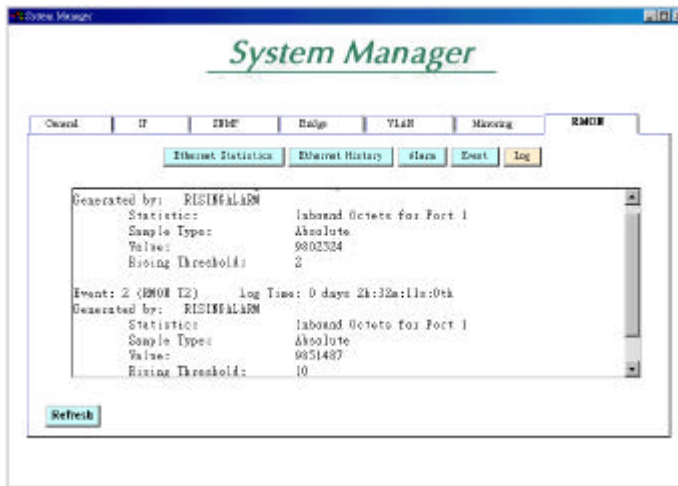 System Manager
System Manager
General IP SNMP Bridge VLAN Mirroring RMON
Ethernet Statistics Ethernet History Alarm Event Log
Generated by: RISINGALARM
Statistic: Inbound Octets for Port 1
Sample Type: Absolute
Value: 9802324
Rising Threshold: 2
Event: 2 (RMON T2) Log Time: 0 days 2h:32m:11s:0th
Generated by: RISINGALARM
Statistic: Inbound Octets for Port 1
Sample Type: Absolute
Value: 9851487
Rising Threshold: 10
Refresh